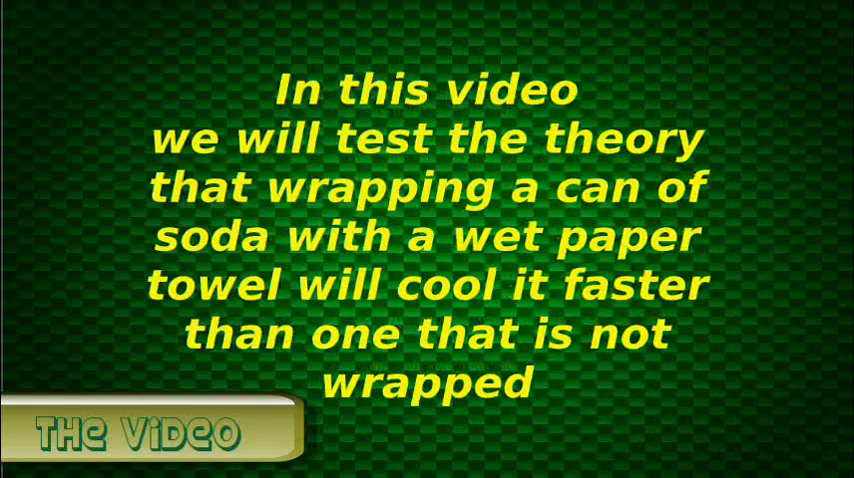 In this video
we will test the theory
that wrapping a can of
soda with a wet paper
towel will cool it faster
than one that is not
wrapped
THE VIDEO